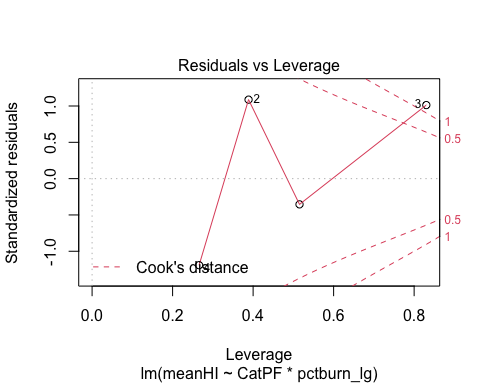 Residuals vs Leverage
Standardized residuals
1.0
0.5
0.0
-1.0
2
3
4
1
0.5
0.5
1
Cook's distance
0.0 0.2 0.4 0.6 0.8
Leverage
lm(meanHI ~ CatPF * pctburn_lg)